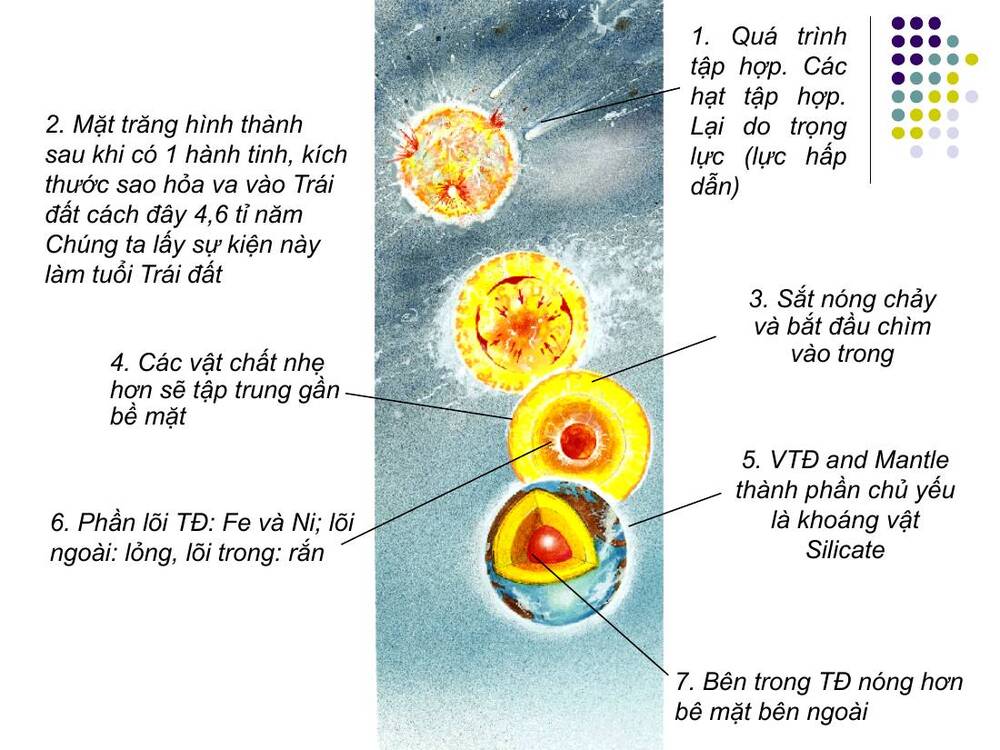 1. Quá trình
tập hợp. Các
hạt tập hợp.
Lại do trọng
lực (lực hấp
dẫn)
2. Mặt trăng hình thành
sau khi có 1 hành tinh, kích
thước sao hỏa va vào Trái
đất cách đây 4,6 tỉ năm
Chúng ta lấy sự kiện này
làm tuổi Trái đất
3. Sắt nóng chảy
và bắt đầu chìm
vào trong
4. Các vật chất nhẹ
hơn sẽ tập trung gần
bề mặt
5. VTĐ and Mantle
thành phần chủ yếu
là khoáng vật
Silicate
6. Phần lõi TĐ: Fe và Ni; lõi
ngoài: lỏng, lõi trong: rắn
7. Bên trong TĐ nóng hơn
bê mặt bên ngoài